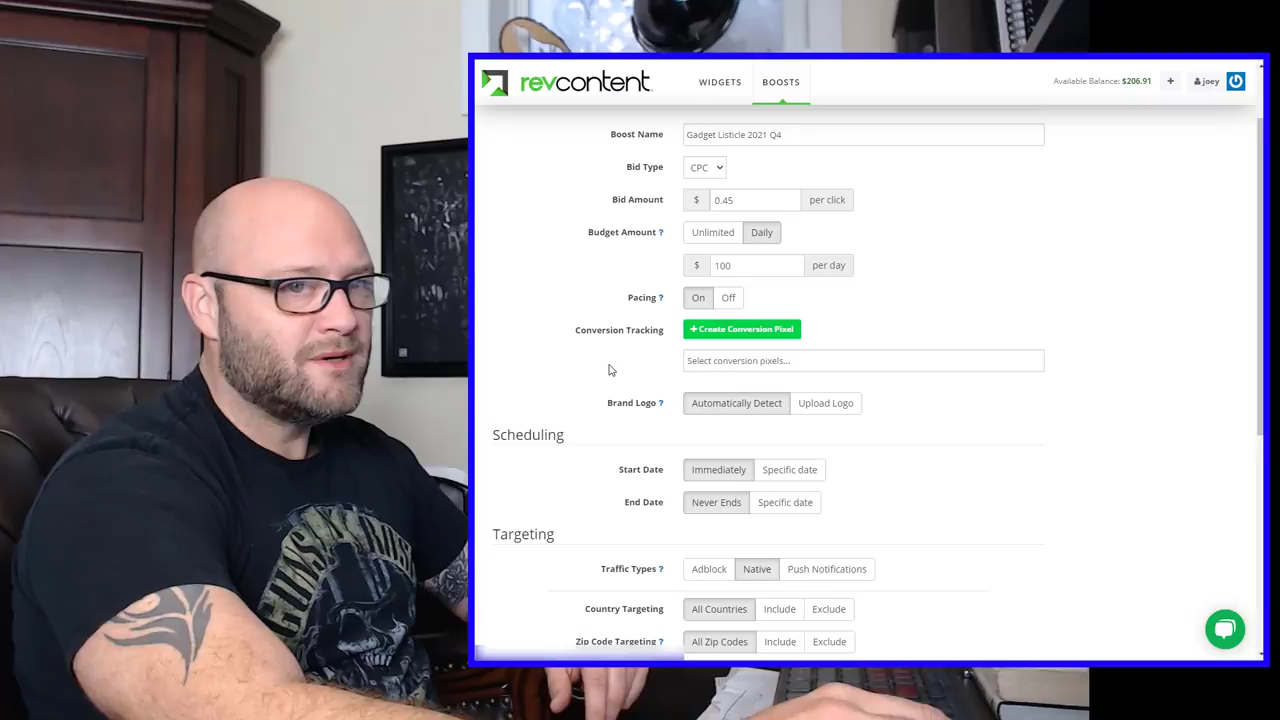 revcontent
WIDGETS
BOOSTS
Available Balance: $206.91
+
joey
Boost Name
Gadget Listicle 2021 Q4
Bid Type
CPC
Bid Amount
$ 0.45 per click
Budget Amount ?
Unlimited Daily
$ 100 per day
Pacing ?
On Off
Conversion Tracking
+ Create Conversion Pixel
Select conversion pixels...
Brand Logo ?
Automatically Detect Upload Logo
Scheduling
Start Date
Immediately Specific date
End Date
Never Ends Specific date
Targeting
Traffic Types ?
Adblock Native Push Notifications
Country Targeting
All Countries Include Exclude
Zip Code Targeting ?
All Zip Codes Include Exclude
GUNS N ROSES